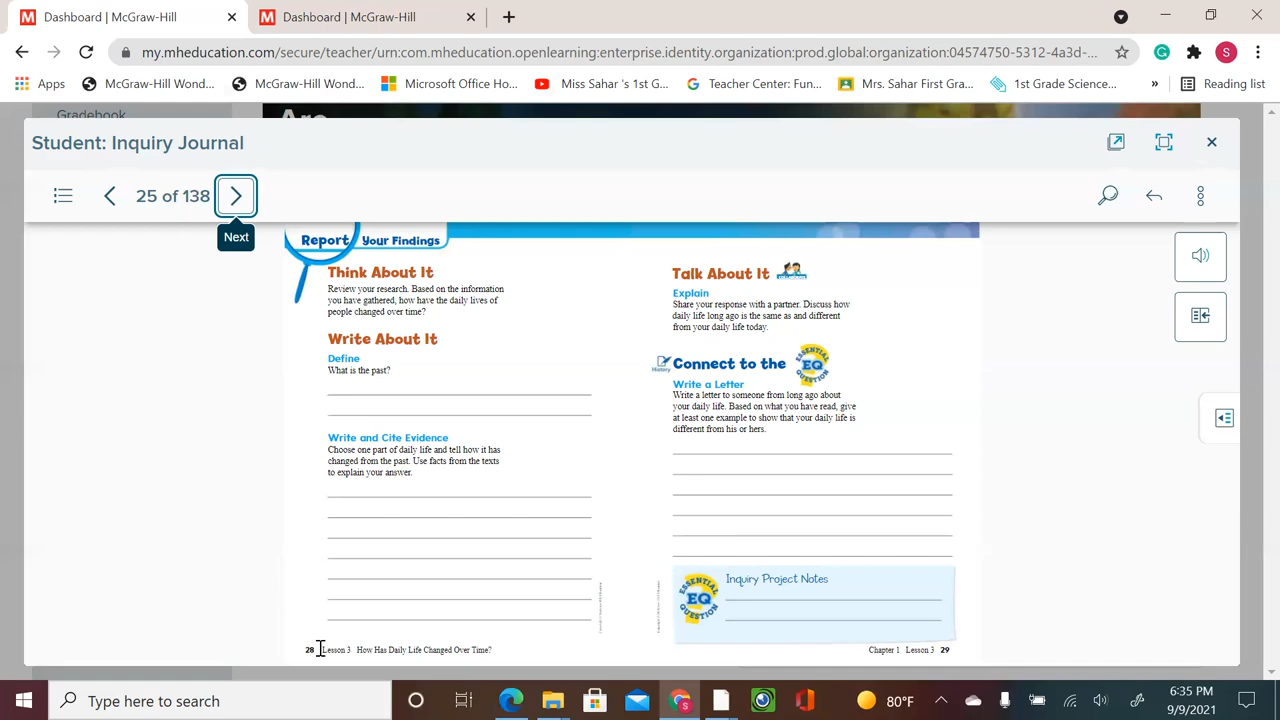 Dashboard | McGraw-Hill
Dashboard | McGraw-Hill
my.mheducation.com/secure/teacher/urn:com.mheducation.openlearning:enterprise.identity.organization:prod.global:organization:04574750-5312-4a3d-...
S
Apps
McGraw-Hill Wond...
McGraw-Hill Wond...
Microsoft Office Ho...
Miss Sahar 's 1st G...
Teacher Center: Fun...
Mrs. Sahar First Gra...
1st Grade Science...
»
Reading list
Gradebook
Are
Student: Inquiry Journal
25 of 138
Next
Report Your Findings
Think About It
Review your research. Based on the information
you have gathered, how have the daily lives of
people changed over time?
Write About It
Define
What is the past?
Write and Cite Evidence
Choose one part of daily life and tell how it has
changed from the past. Use facts from the texts
to explain your answer.
28 Lesson 3 How Has Daily Life Changed Over Time?
Talk About It
Explain
Share your response with a partner. Discuss how
daily life long ago is the same as and different
from your daily life today.
History
Connect to the
ESSENTIAL
EQ
QUESTION
Write a Letter
Write a letter to someone from long ago about
your daily life. Based on what you have read, give
at least one example to show that your daily life is
different from his or hers.
ESSENTIAL
EQ
QUESTION
Inquiry Project Notes
Chapter 1 Lesson 3 29
Type here to search
80°F
6:35 PM
9/9/2021